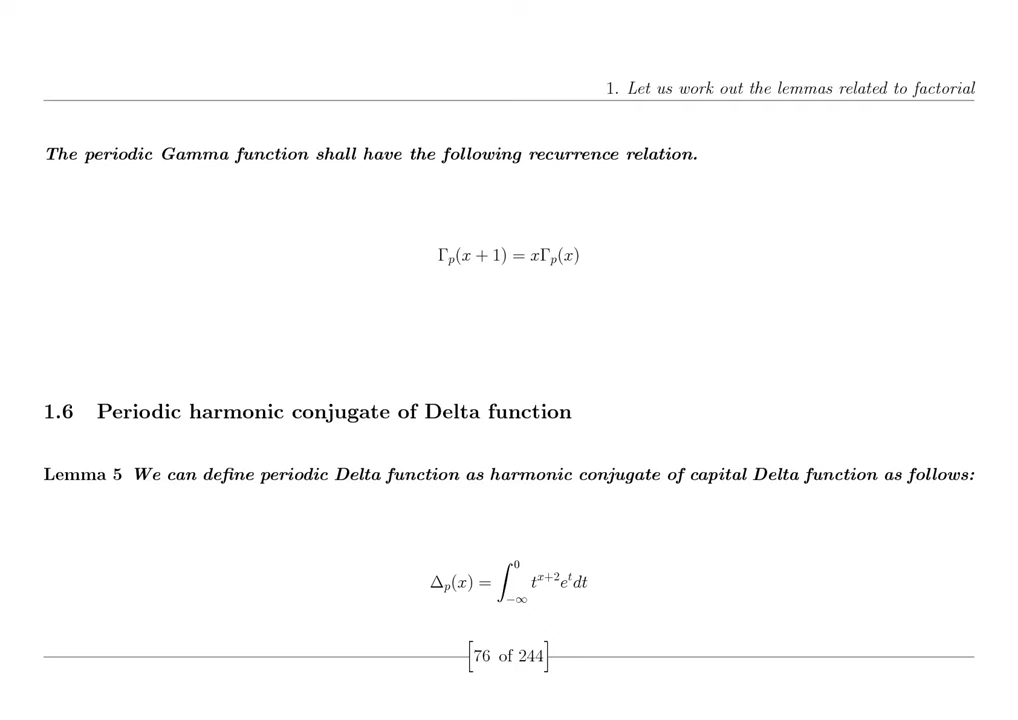 1. Let us work out the lemmas related to factorial
The periodic Gamma function shall have the following recurrence relation.
Γₚ(x + 1) = xΓₚ(x)
1.6 Periodic harmonic conjugate of Delta function
Lemma 5 We can define periodic Delta function as harmonic conjugate of capital Delta function as follows:
Δₚ(x) = ∫_{-∞}^{0} t^{x+2}e^{t}dt
[76 of 244]